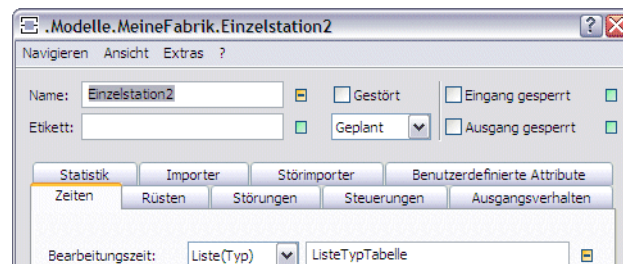 .Modelle.MeineFabrik.Einzelstation2
Navigieren Ansicht Extras ?
Name: Einzelstation2 Gestört Eingang gesperrt
Etikett: Geplant Ausgang gesperrt
Statistik Importer Störimporter Benutzerdefinierte Attribute
Zeiten Rüsten Störungen Steuerungen Ausgangsverhalten
Bearbeitungszeit: Liste(Typ) ListeTypTabelle